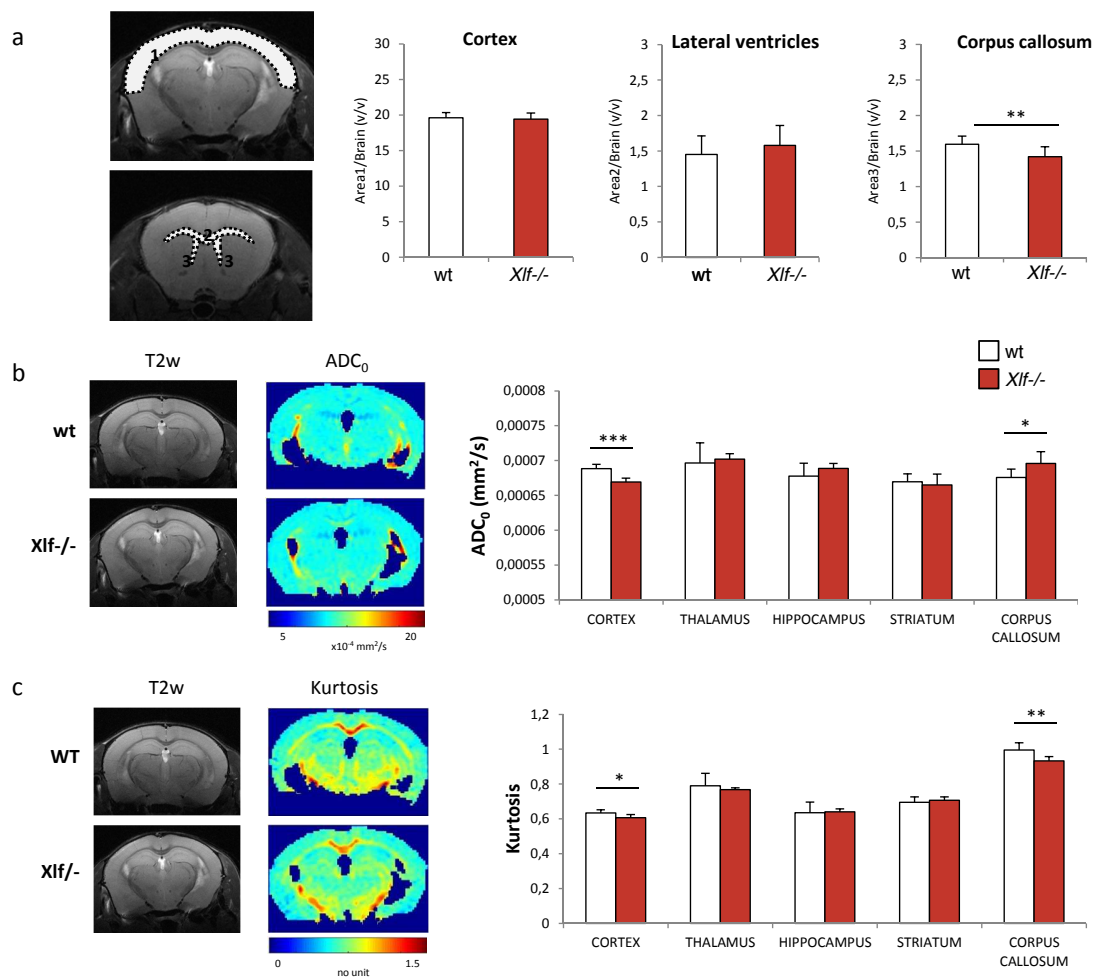 a
1
2
3 3
Cortex
Area1/Brain (v/v)
30
25
20
15
10
5
0
wt Xlf-/-
Lateral ventricles
Area2/Brain (v/v)
3
2,5
2
1,5
1
0,5
0
wt Xlf-/-
Corpus callosum
Area3/Brain (v/v)
3
2,5
2
1,5
1
0,5
0
**
wt Xlf-/-
b
T2w ADC0
wt
Xlf-/-
5 20
x10-4 mm2/s
wt
Xlf-/-
ADC0 (mm2/s)
0,0008
0,00075
0,0007
0,00065
0,0006
0,00055
0,0005
*** *
CORTEX THALAMUS HIPPOCAMPUS STRIATUM CORPUS
CALLOSUM
c
T2w Kurtosis
WT
Xlf/-
0 1.5
no unit
Kurtosis
1,2
1
0,8
0,6
0,4
0,2
0
* **
CORTEX THALAMUS HIPPOCAMPUS STRIATUM CORPUS
CALLOSUM